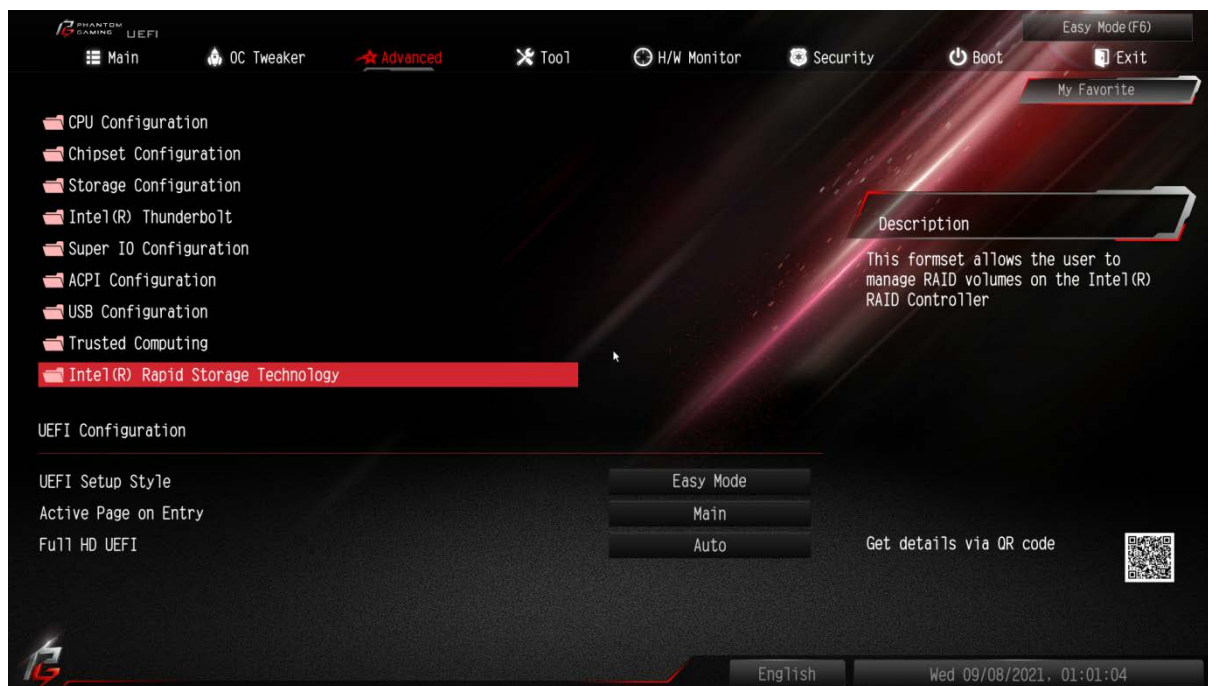 PHANTOM
GAMING UEFI
Easy Mode(F6)
Main OC Tweaker Advanced Tool H/W Monitor Security Boot Exit
My Favorite
CPU Configuration
Chipset Configuration
Storage Configuration
Intel(R) Thunderbolt
Super IO Configuration
ACPI Configuration
USB Configuration
Trusted Computing
Intel(R) Rapid Storage Technology
Description
This formset allows the user to
manage RAID volumes on the Intel(R)
RAID Controller
UEFI Configuration
UEFI Setup Style Easy Mode
Active Page on Entry Main
Full HD UEFI Auto
Get details via QR code
English Wed 09/08/2021, 01:01:04